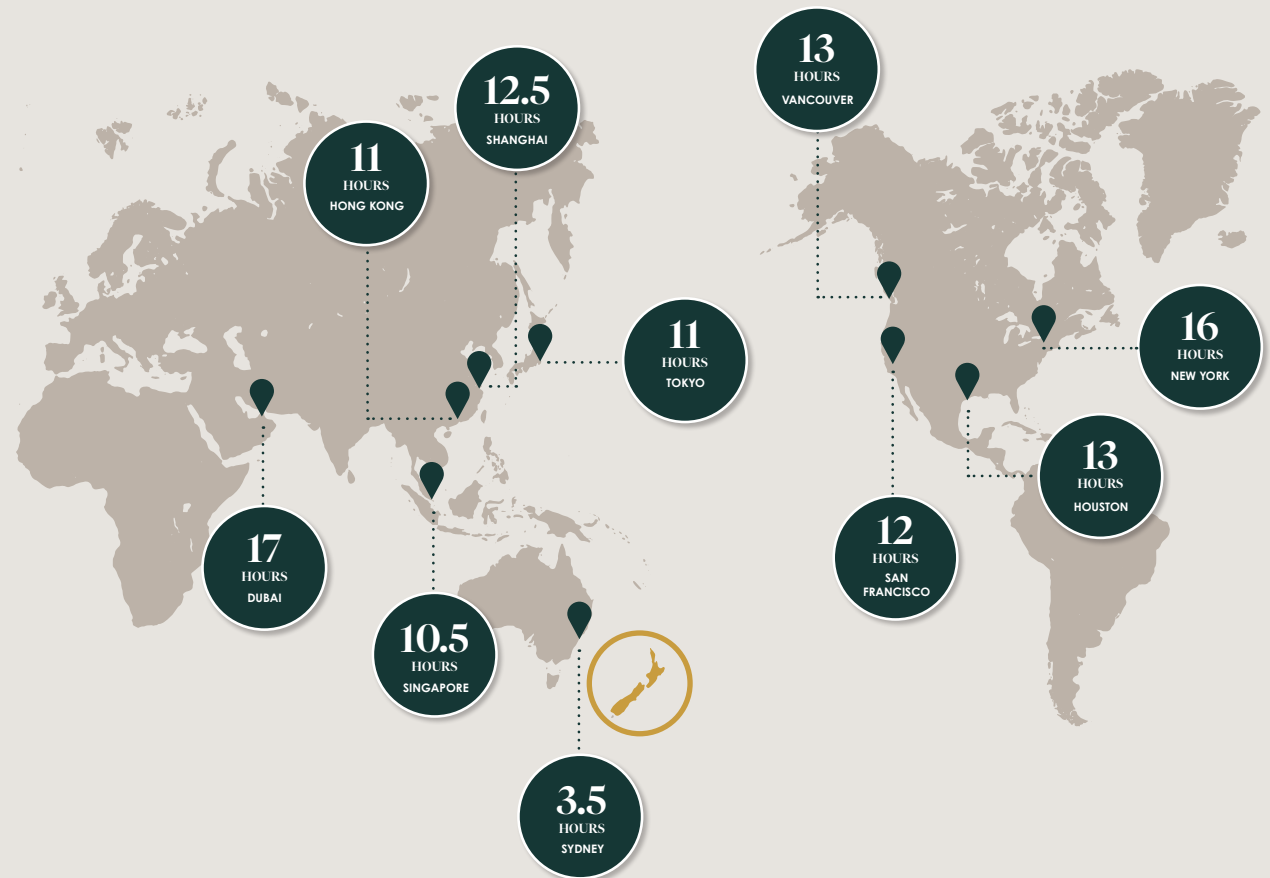 13
HOURS
VANCOUVER
12.5
HOURS
SHANGHAI
11
HOURS
HONG KONG
11
HOURS
TOKYO
16
HOURS
NEW YORK
13
HOURS
HOUSTON
12
HOURS
SAN
FRANCISCO
17
HOURS
DUBAI
10.5
HOURS
SINGAPORE
3.5
HOURS
SYDNEY